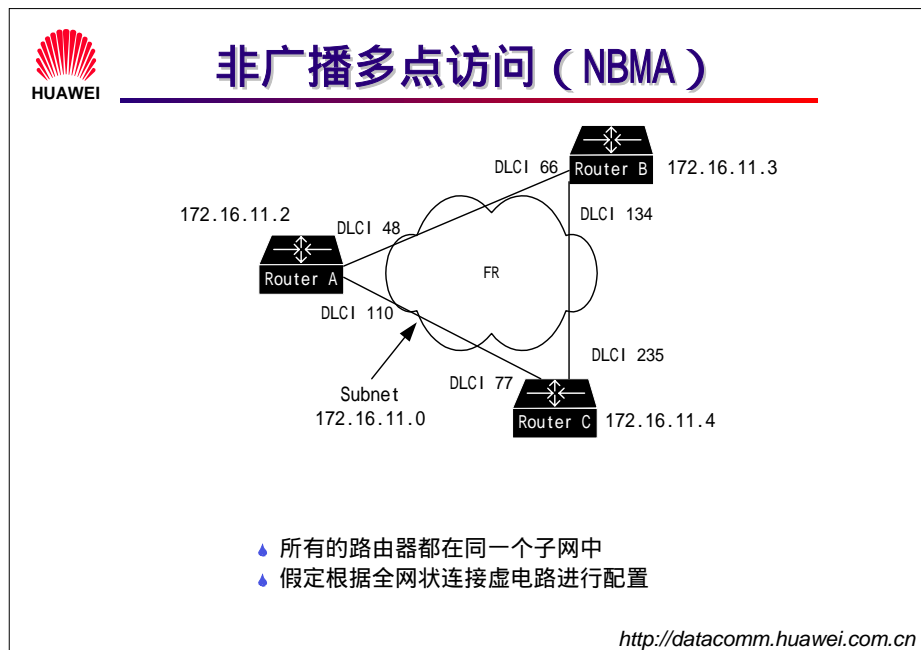 HUAWEI
非广播多点访问（NBMA）
DLCI 66
Router B
172.16.11.3
172.16.11.2
DLCI 48
DLCI 134
Router A
FR
DLCI 110
DLCI 235
Subnet
172.16.11.0
DLCI 77
Router C
172.16.11.4
所有的路由器都在同一个子网中
假定根据全网状连接虚电路进行配置
http://datacomm.huawei.com.cn